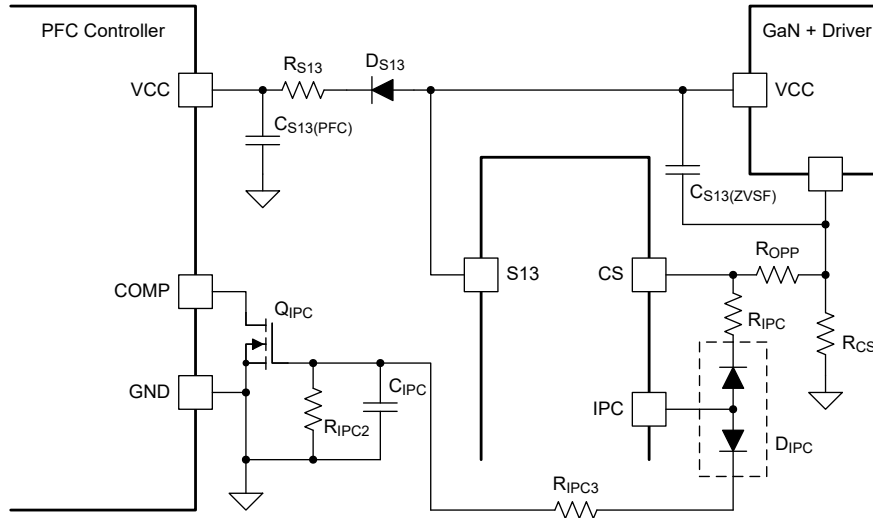 PFC Controller
GaN + Driver
VCC
RS13
DS13
VCC
CS13(PFC)
CS13(ZVSF)
COMP
QIPC
S13
CS
ROPP
RIPC
RCS
GND
RIPC2
CIPC
IPC
DIPC
RIPC3